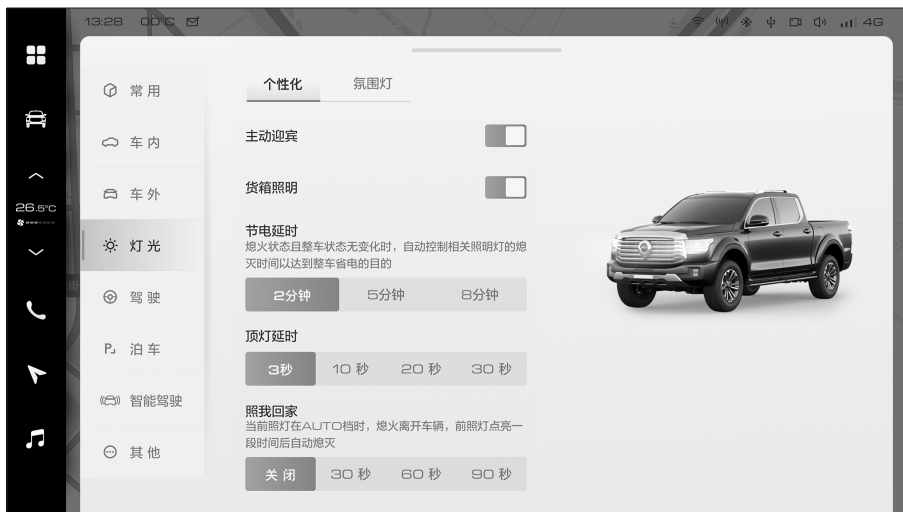 13:28 00°C
4G
26.5°C
常用
车内
车外
灯光
驾驶
泊车
智能驾驶
其他
个性化 氛围灯
主动迎宾
货箱照明
节电延时
熄火状态且整车状态无变化时，自动控制相关照明灯的熄
灭时间以达到整车省电的目的
2分钟 5分钟 8分钟
顶灯延时
3秒 10 秒 20 秒 30 秒
照我回家
当前照灯在AUTO档时，熄火离开车辆，前照灯点亮一
段时间后自动熄灭
关闭 30 秒 60 秒 90 秒